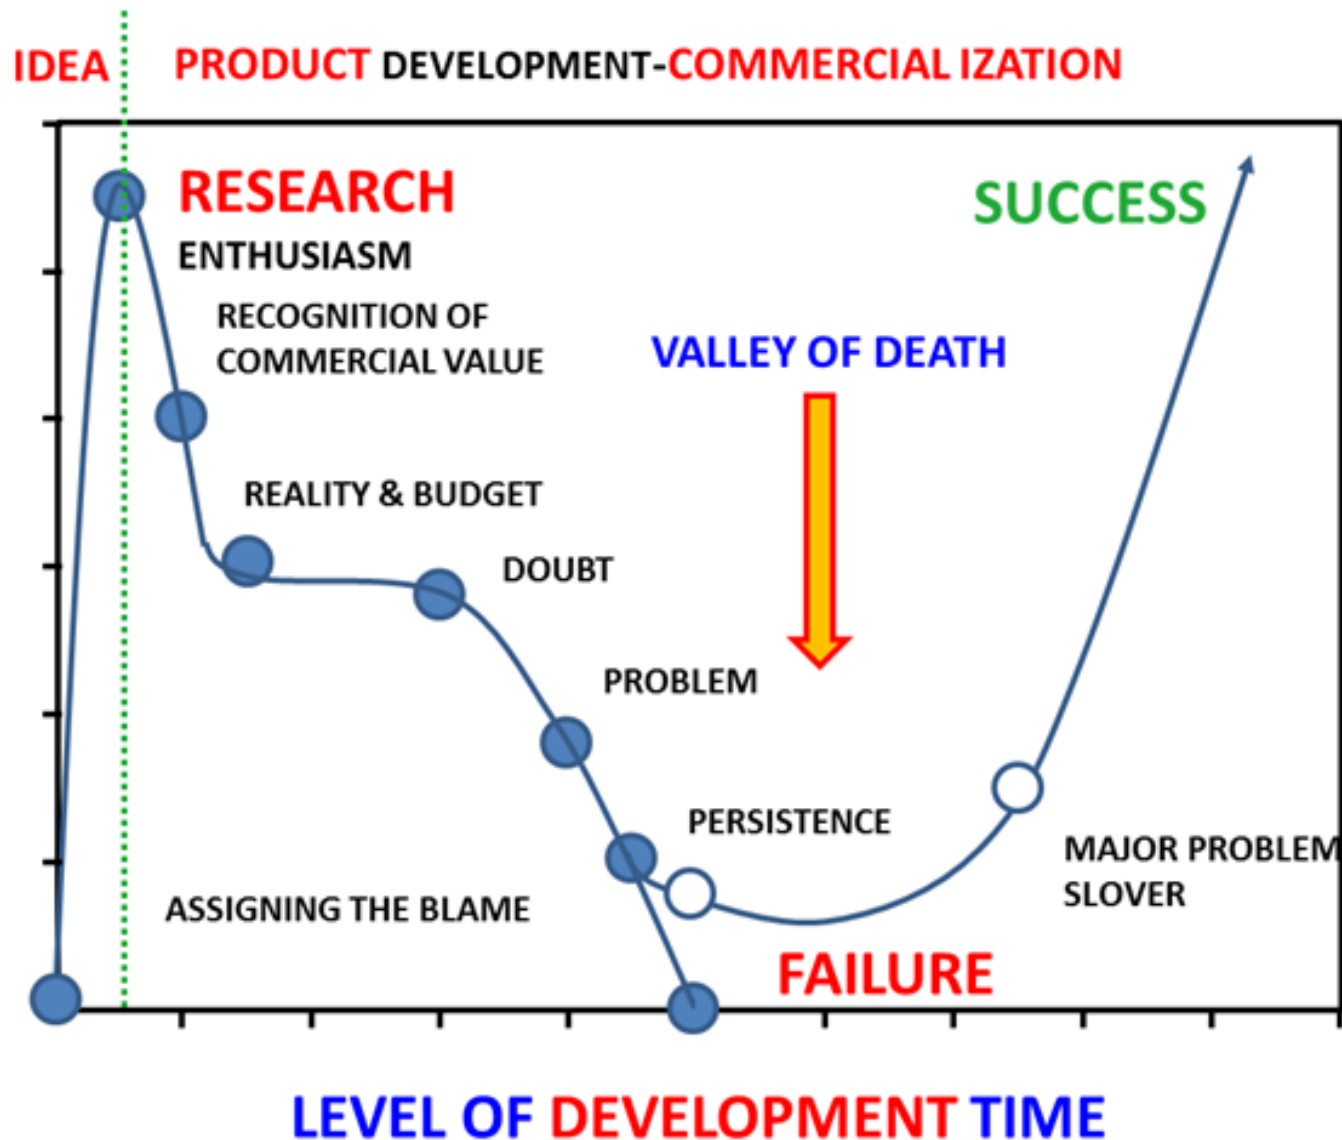 IDEA
PRODUCT DEVELOPMENT-COMMERCIAL IZATION
RESEARCH
ENTHUSIASM
RECOGNITION OF
COMMERCIAL VALUE
REALITY & BUDGET
DOUBT
PROBLEM
PERSISTENCE
ASSIGNING THE BLAME
VALLEY OF DEATH
SUCCESS
MAJOR PROBLEM
SLOVER
FAILURE
LEVEL OF DEVELOPMENT TIME